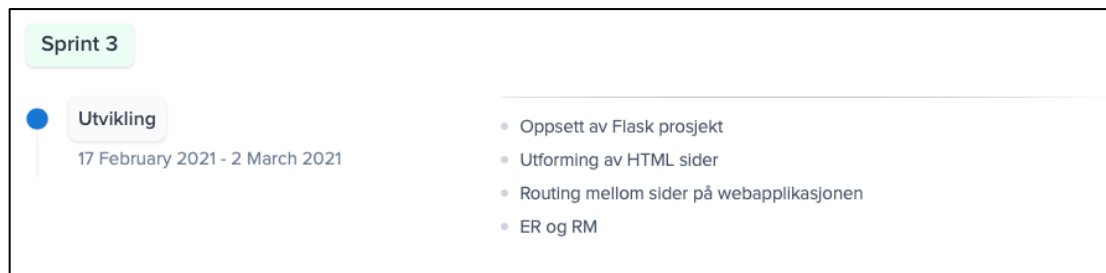 Sprint 3
Utvikling
17 February 2021 - 2 March 2021
Oppsett av Flask prosjekt
Utforming av HTML sider
Routing mellom sider på webapplikasjonen
ER og RM